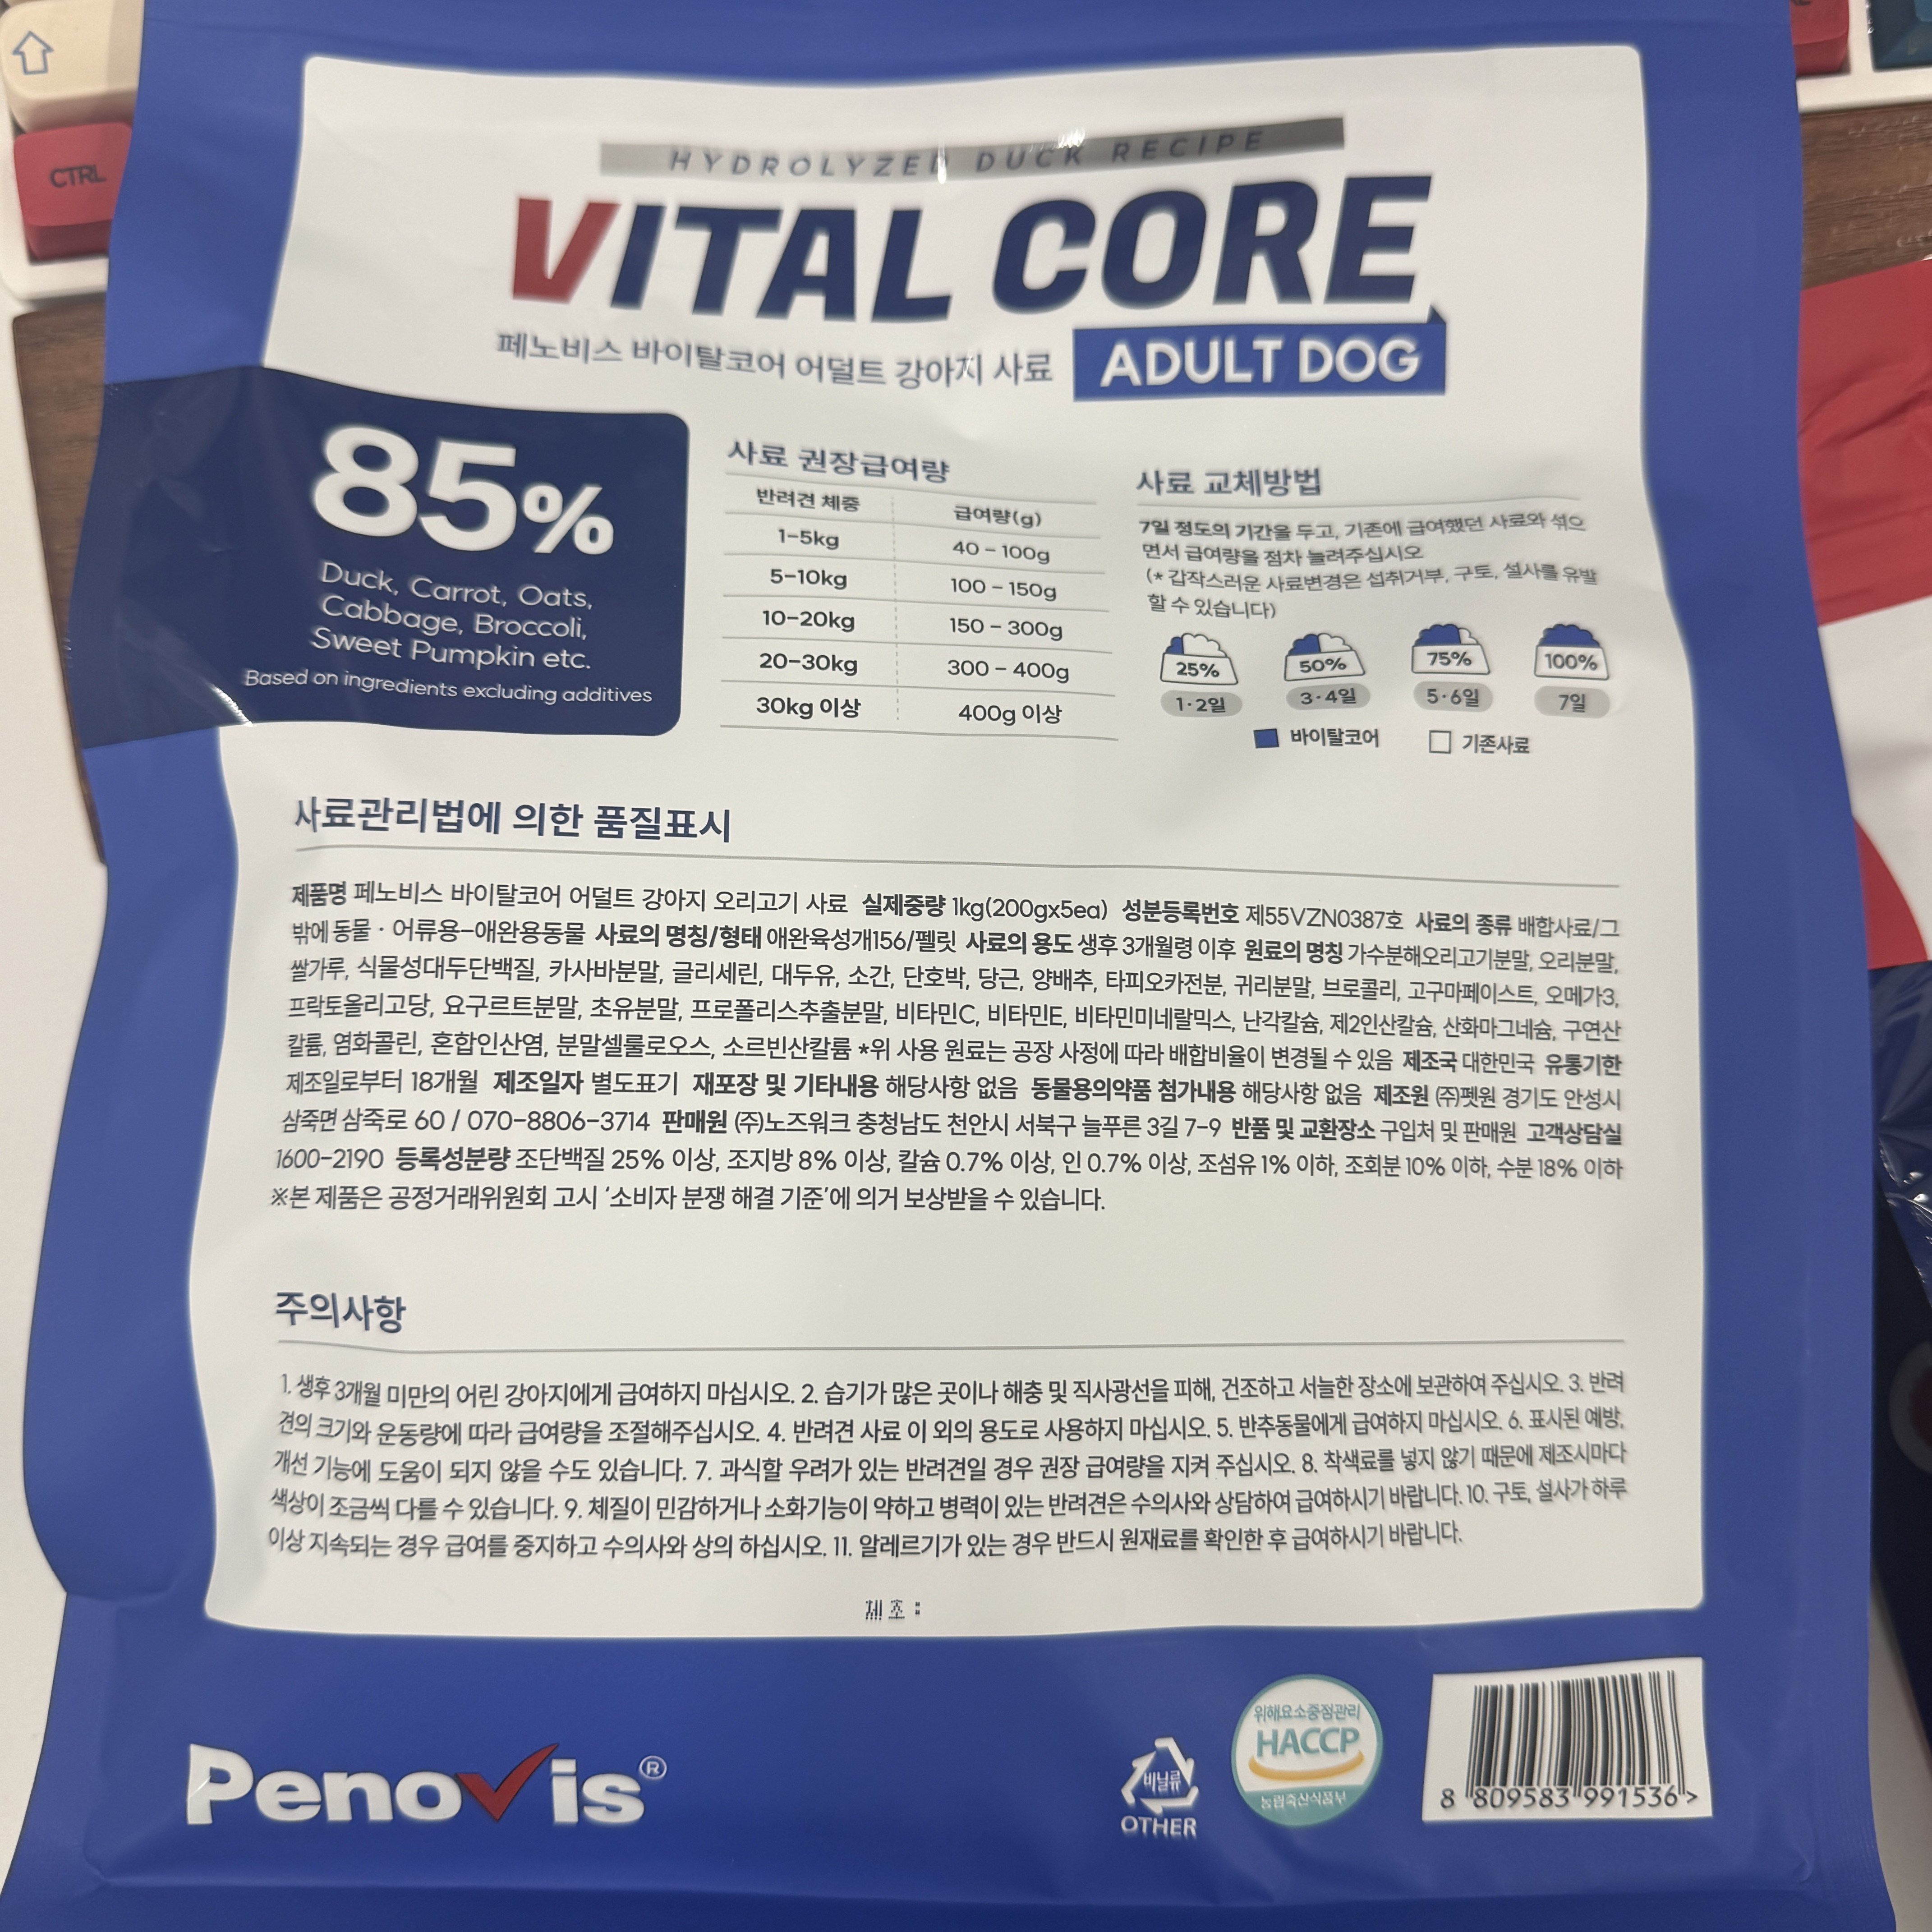 CTRL
HYDROLYZED DUCK RECIPE
VITAL CORE
페노비스 바이탈코어 어덜트 강아지 사료 ADULT DOG
85%
Duck, Carrot, Oats,
Cabbage, Broccoli,
Sweet Pumpkin etc.
Based on ingredients excluding additives
사료 권장급여량
반려견 체중 급여량(g)
1-5kg 40 - 100g
5-10kg 100 - 150g
10-20kg 150 - 300g
20-30kg 300 - 400g
30kg 이상 400g 이상
사료 교체방법
7일 정도의 기간을 두고, 기존에 급여했던 사료와 섞으
면서 급여량을 점차 늘려주십시오
(* 갑작스러운 사료변경은 섭취거부, 구토, 설사를 유발
할 수 있습니다)
25% 50% 75% 100%
1·2일 3·4일 5·6일 7일
바이탈코어 기존사료
사료관리법에 의한 품질표시
제품명 페노비스 바이탈코어 어덜트 강아지 오리고기 사료 실제중량 1kg(200gx5ea) 성분등록번호 제55VZN0387호 사료의 종류 배합사료/그
밖에 동물·어류용-애완용동물 사료의 명칭/형태 애완육성개156/펠릿 사료의 용도 생후 3개월령 이후 원료의 명칭 가수분해오리고기분말, 오리분말,
쌀가루, 식물성대두단백질, 카사바분말, 글리세린, 대두유, 소간, 단호박, 당근, 양배추, 타피오카전분, 귀리분말, 브로콜리, 고구마페이스트, 오메가3,
프락토올리고당, 요구르트분말, 초유분말, 프로폴리스추출분말, 비타민C, 비타민E, 비타민미네랄믹스, 난각칼슘, 제2인산칼슘, 산화마그네슘, 구연산
칼륨, 염화콜린, 혼합인산염, 분말셀룰로오스, 소르빈산칼륨 *위 사용 원료는 공장 사정에 따라 배합비율이 변경될 수 있음 제조국 대한민국 유통기한
제조일로부터 18개월 제조일자 별도표기 재포장 및 기타내용 해당사항 없음 동물용의약품 첨가내용 해당사항 없음 제조원 (주)펫원 경기도 안성시
삼죽면 삼죽로 60 / 070-8806-3714 판매원 (주)노즈워크 충청남도 천안시 서북구 늘푸른 3길 7-9 반품 및 교환장소 구입처 및 판매원 고객상담실
1600-2190 등록성분량 조단백질 25% 이상, 조지방 8% 이상, 칼슘 0.7% 이상, 인 0.7% 이상, 조섬유 1% 이하, 조회분 10% 이하, 수분 18% 이하
※본 제품은 공정거래위원회 고시 '소비자 분쟁 해결 기준'에 의거 보상받을 수 있습니다.
주의사항
1. 생후 3개월 미만의 어린 강아지에게 급여하지 마십시오. 2. 습기가 많은 곳이나 해충 및 직사광선을 피해, 건조하고 서늘한 장소에 보관하여 주십시오. 3. 반려
견의 크기와 운동량에 따라 급여량을 조절해주십시오. 4. 반려견 사료 이 외의 용도로 사용하지 마십시오. 5. 반추동물에게 급여하지 마십시오. 6. 표시된 예방,
개선 기능에 도움이 되지 않을 수도 있습니다. 7. 과식할 우려가 있는 반려견일 경우 권장 급여량을 지켜 주십시오. 8. 착색료를 넣지 않기 때문에 제조시마다
색상이 조금씩 다를 수 있습니다. 9. 체질이 민감하거나 소화기능이 약하고 병력이 있는 반려견은 수의사와 상담하여 급여하시기 바랍니다. 10. 구토, 설사가 하루
이상 지속되는 경우 급여를 중지하고 수의사와 상의 하십시오. 11. 알레르기가 있는 경우 반드시 원재료를 확인한 후 급여하시기 바랍니다.
제조 :
Penovis®
비닐류
OTHER
위해요소중점관리
HACCP
농림축산식품부
8 809583 991536 >